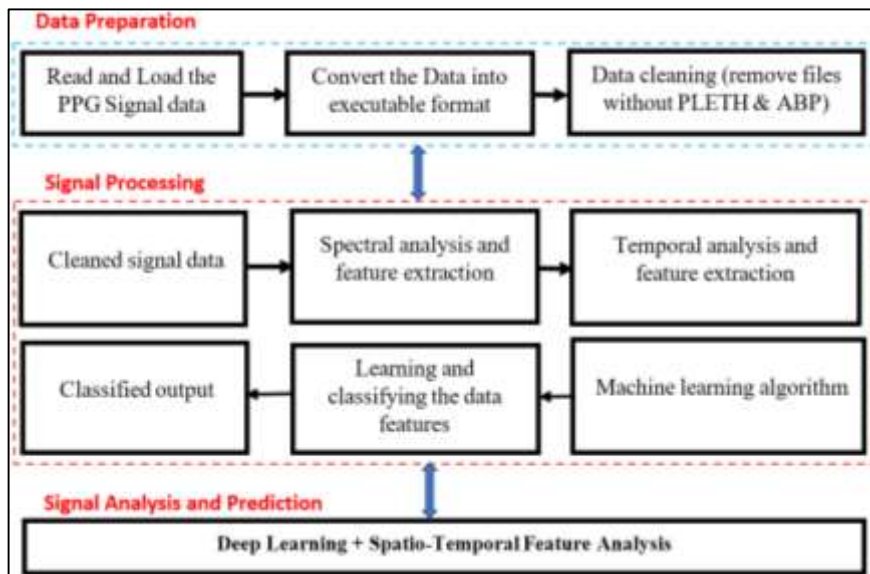 Data Preparation
Read and Load the
PPG Signal data
Convert the Data into
executable format
Data cleaning (remove files
without PLETH & ABP)
Signal Processing
Cleaned signal data
Spectral analysis and
feature extraction
Temporal analysis and
feature extraction
Classified output
Learning and
classifying the data
features
Machine learning algorithm
Signal Analysis and Prediction
Deep Learning + Spatio-Temporal Feature Analysis